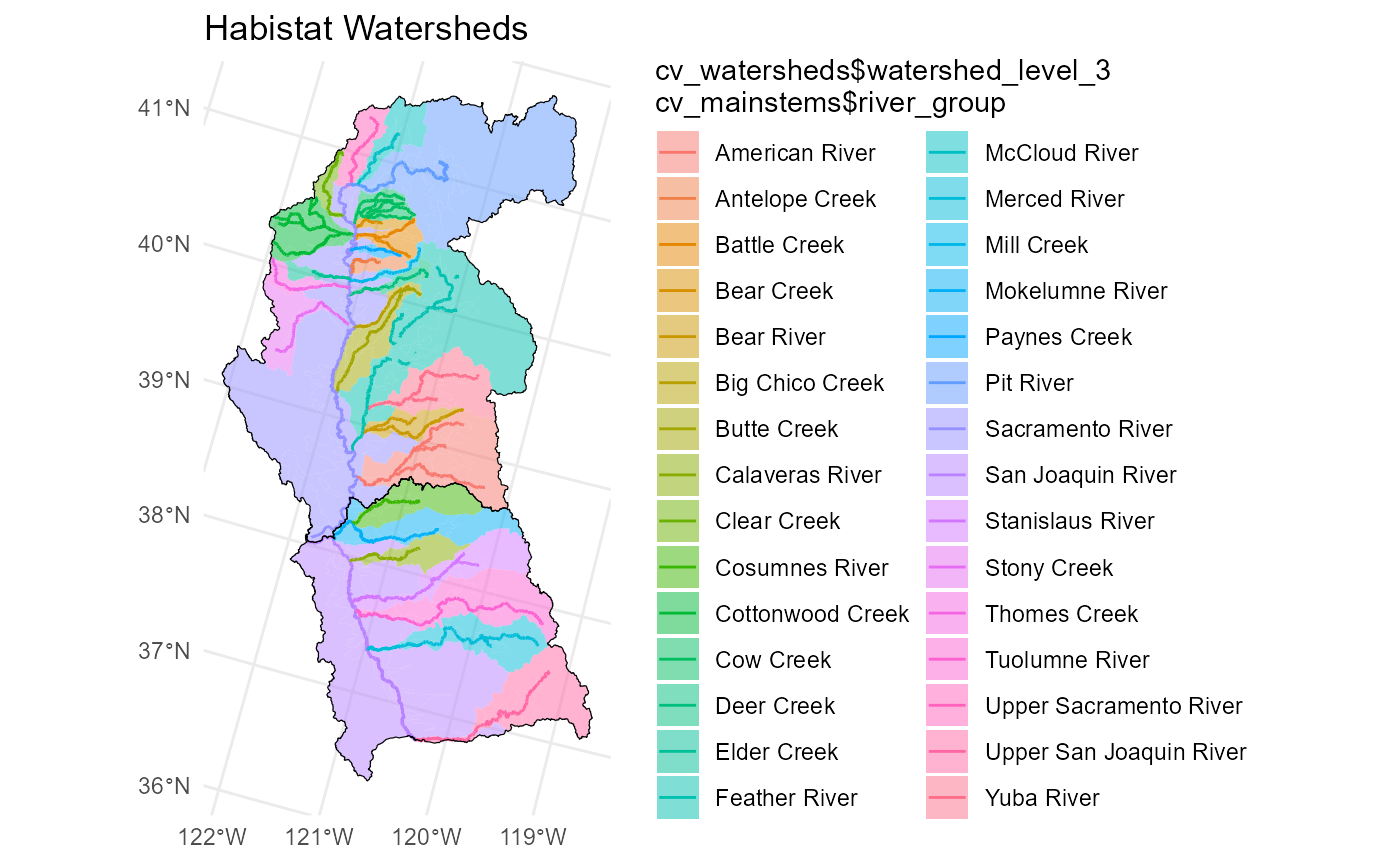 Habistat Watersheds
cv_watersheds$watershed_level_3
cv_mainstems$river_group
American River
Antelope Creek
Battle Creek
Bear Creek
Bear River
Big Chico Creek
Butte Creek
Calaveras River
Clear Creek
Cosumnes River
Cottonwood Creek
Cow Creek
Deer Creek
Elder Creek
Feather River
McCloud River
Merced River
Mill Creek
Mokelumne River
Paynes Creek
Pit River
Sacramento River
San Joaquin River
Stanislaus River
Stony Creek
Thomes Creek
Tuolumne River
Upper Sacramento River
Upper San Joaquin River
Yuba River
41°N
40°N
39°N
38°N
37°N
36°N
122°W 121°W 120°W 119°W